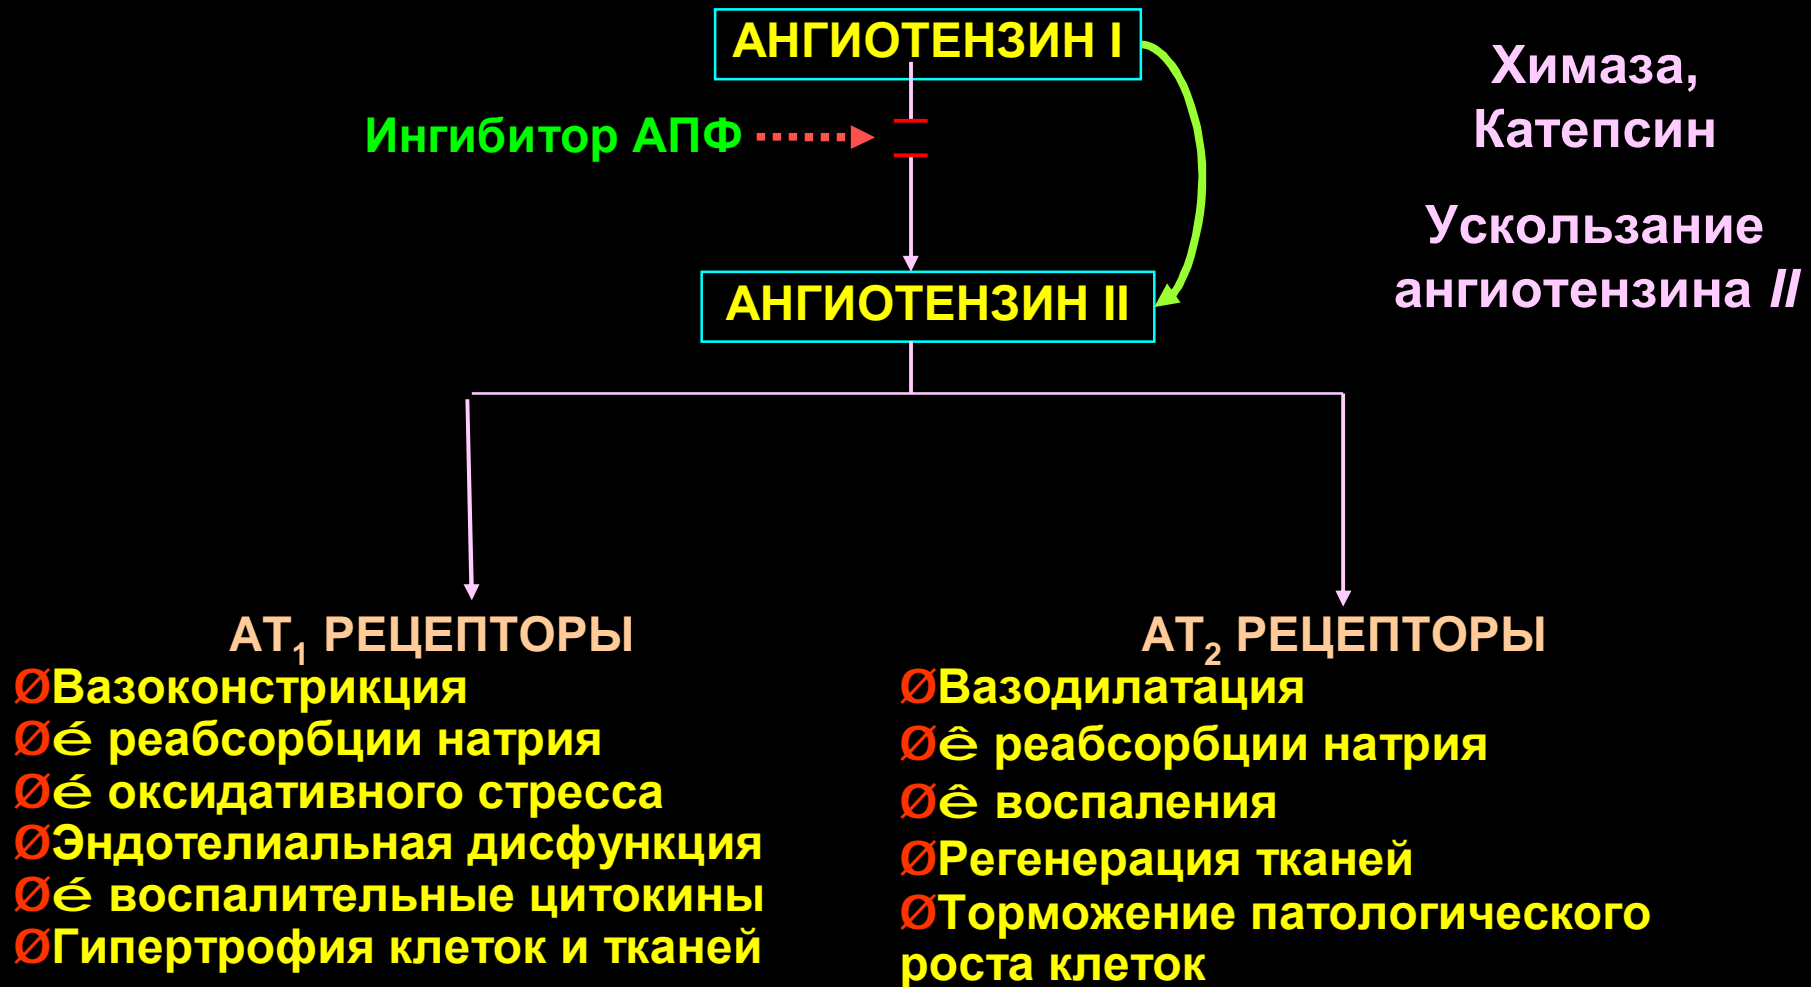 АНГИОТЕНЗИН I
Химаза,
Катепсин
Ингибитор АПФ
Ускользание
ангиотензина II
АНГИОТЕНЗИН II
АТ1 РЕЦЕПТОРЫ
ØВазоконстрикция
Øé реабсорбции натрия
Øé оксидативного стресса
ØЭндотелиальная дисфункция
Øé воспалительные цитокины
ØГипертрофия клеток и тканей
АТ2 РЕЦЕПТОРЫ
ØВазодилатация
Øê реабсорбции натрия
Øê воспаления
ØРегенерация тканей
ØТорможение патологического
роста клеток